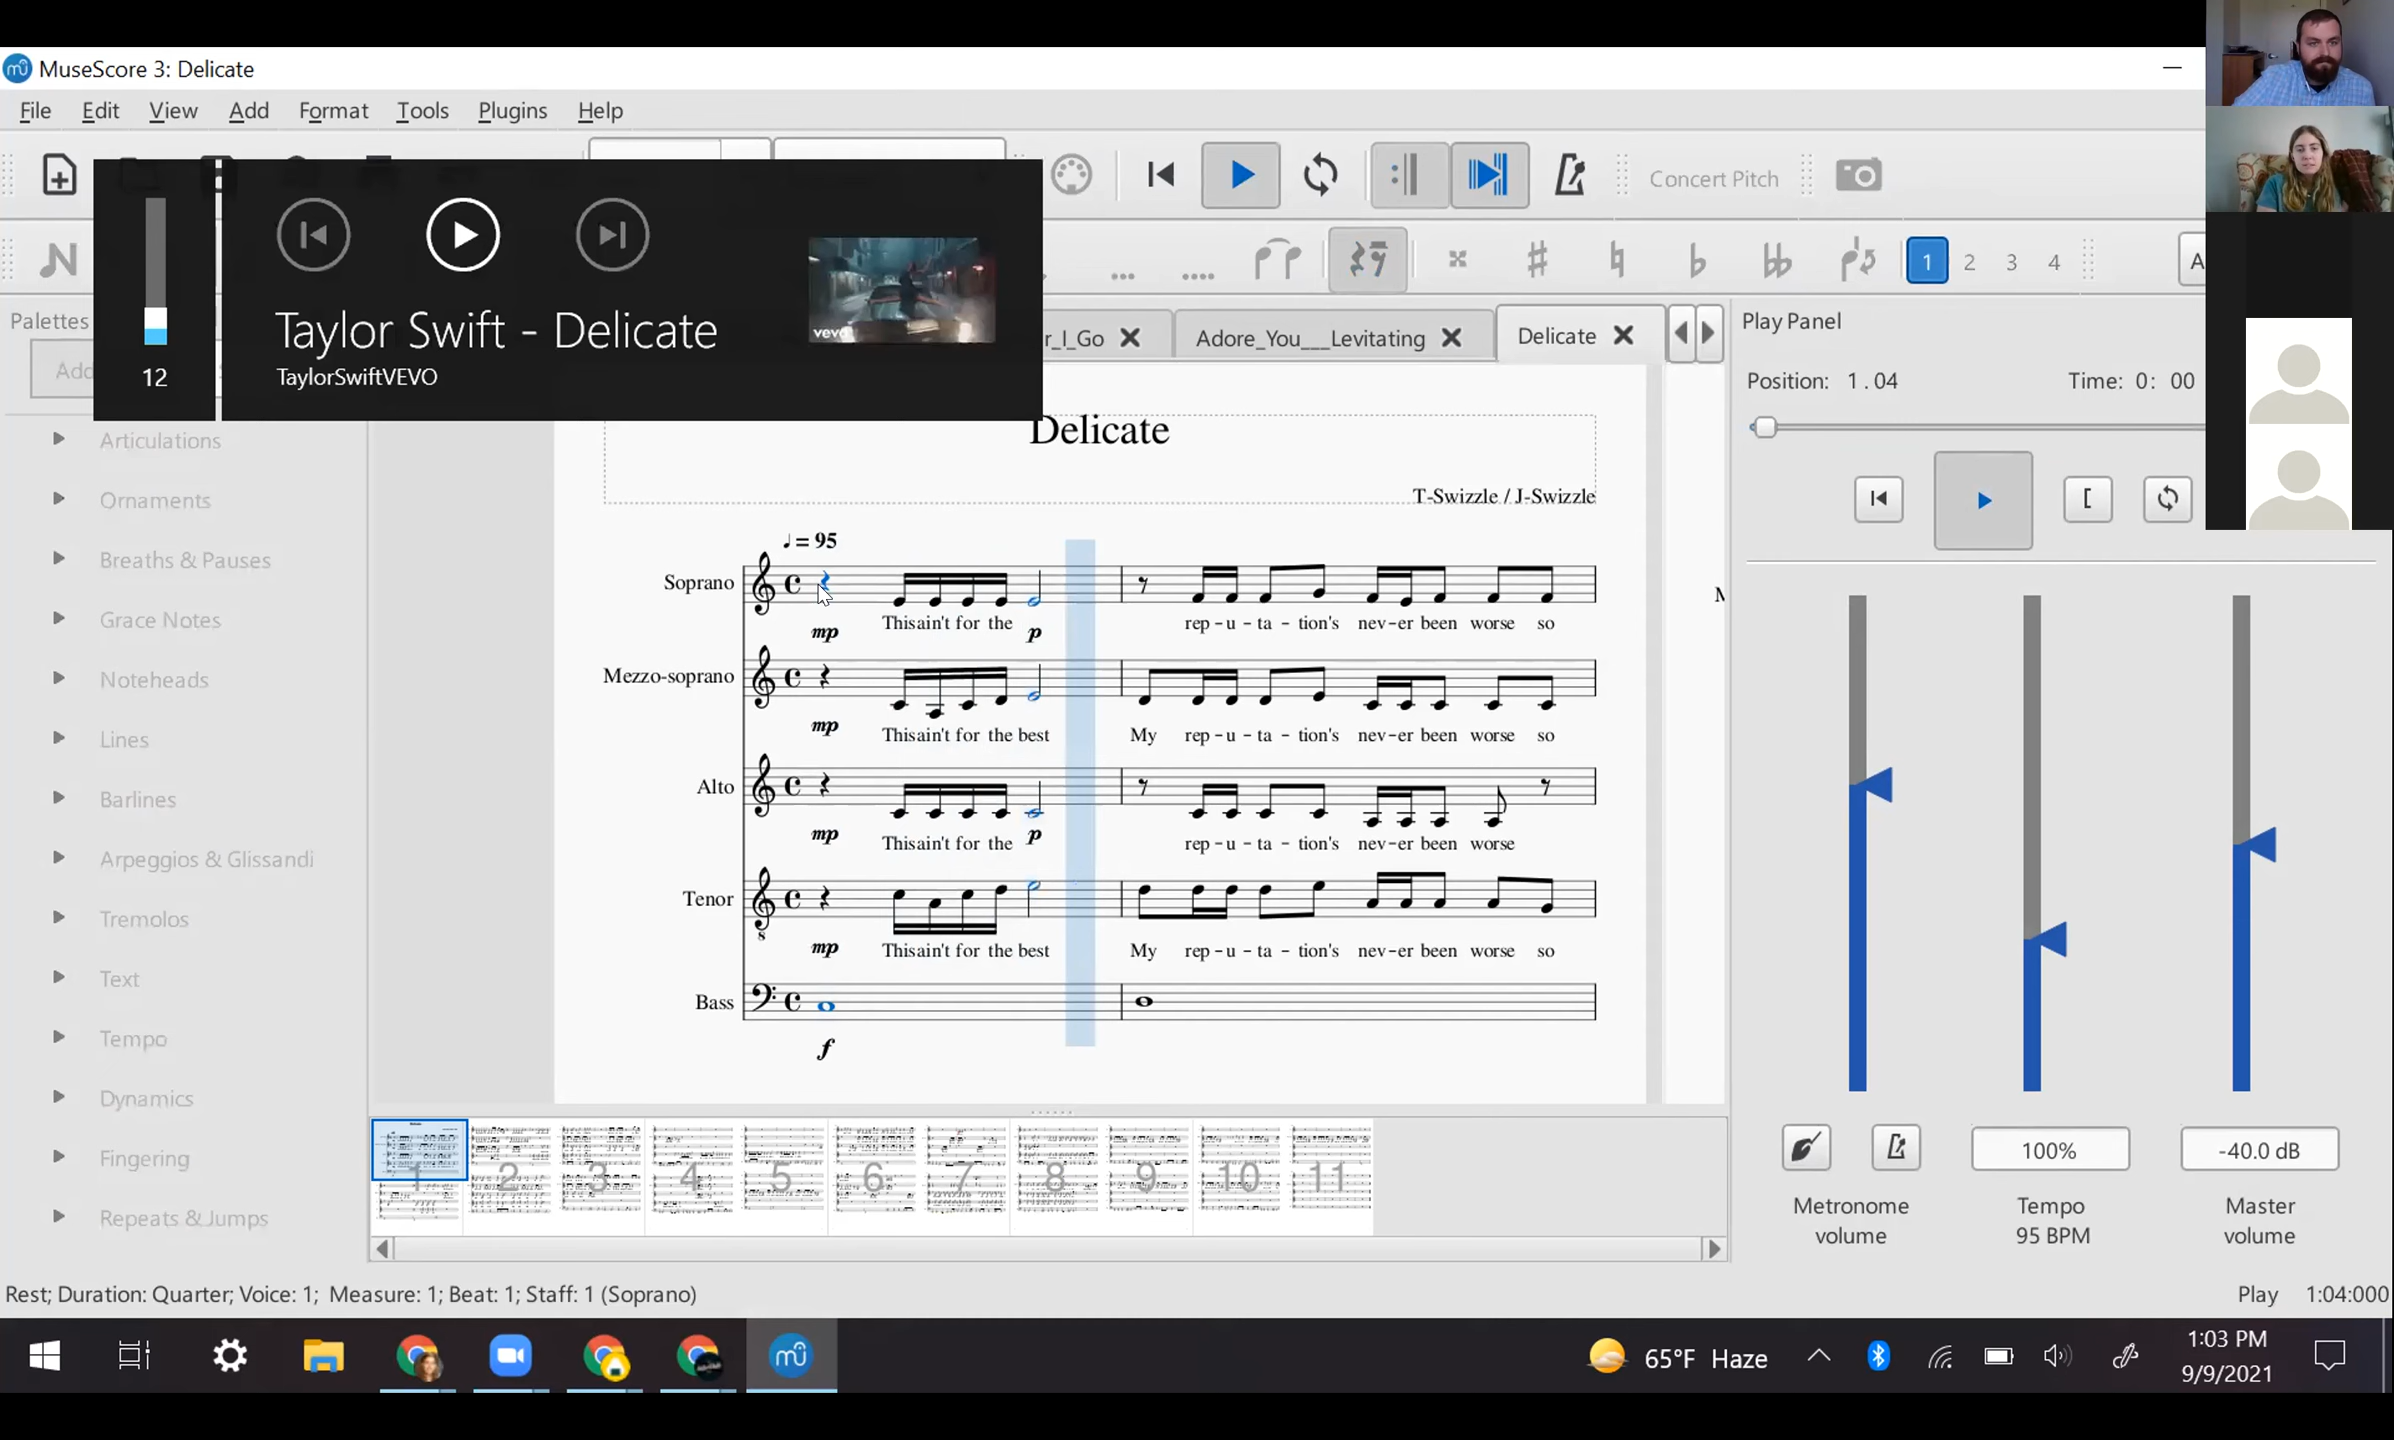 MuseScore 3: Delicate
File Edit View Add Format Tools Plugins Help
Concert Pitch
1 2 3 4
Palettes
12
Taylor Swift - Delicate
TaylorSwiftVEVO
vevo
r_I_Go
Adore_You___Levitating
Delicate
Articulations
Ornaments
Breaths & Pauses
Grace Notes
Noteheads
Lines
Barlines
Arpeggios & Glissandi
Tremolos
Text
Tempo
Dynamics
Fingering
Repeats & Jumps
Delicate
T-Swizzle / J-Swizzle
♩ = 95
Soprano
mp This ain't for the p rep - u - ta - tion's nev-er been worse so
Mezzo-soprano
mp This ain't for the best My rep - u - ta - tion's nev-er been worse so
Alto
mp This ain't for the p rep - u - ta - tion's nev-er been worse
Tenor
8
mp This ain't for the best My rep - u - ta - tion's nev-er been worse so
Bass
f
1 2 3 4 5 6 7 8 9 10 11
Play Panel
Position: 1.04 Time: 0: 00
100% -40.0 dB
Metronome volume
Tempo 95 BPM
Master volume
Rest; Duration: Quarter; Voice: 1; Measure: 1; Beat: 1; Staff: 1 (Soprano)
Play 1:04:000
65°F Haze
1:03 PM
9/9/2021